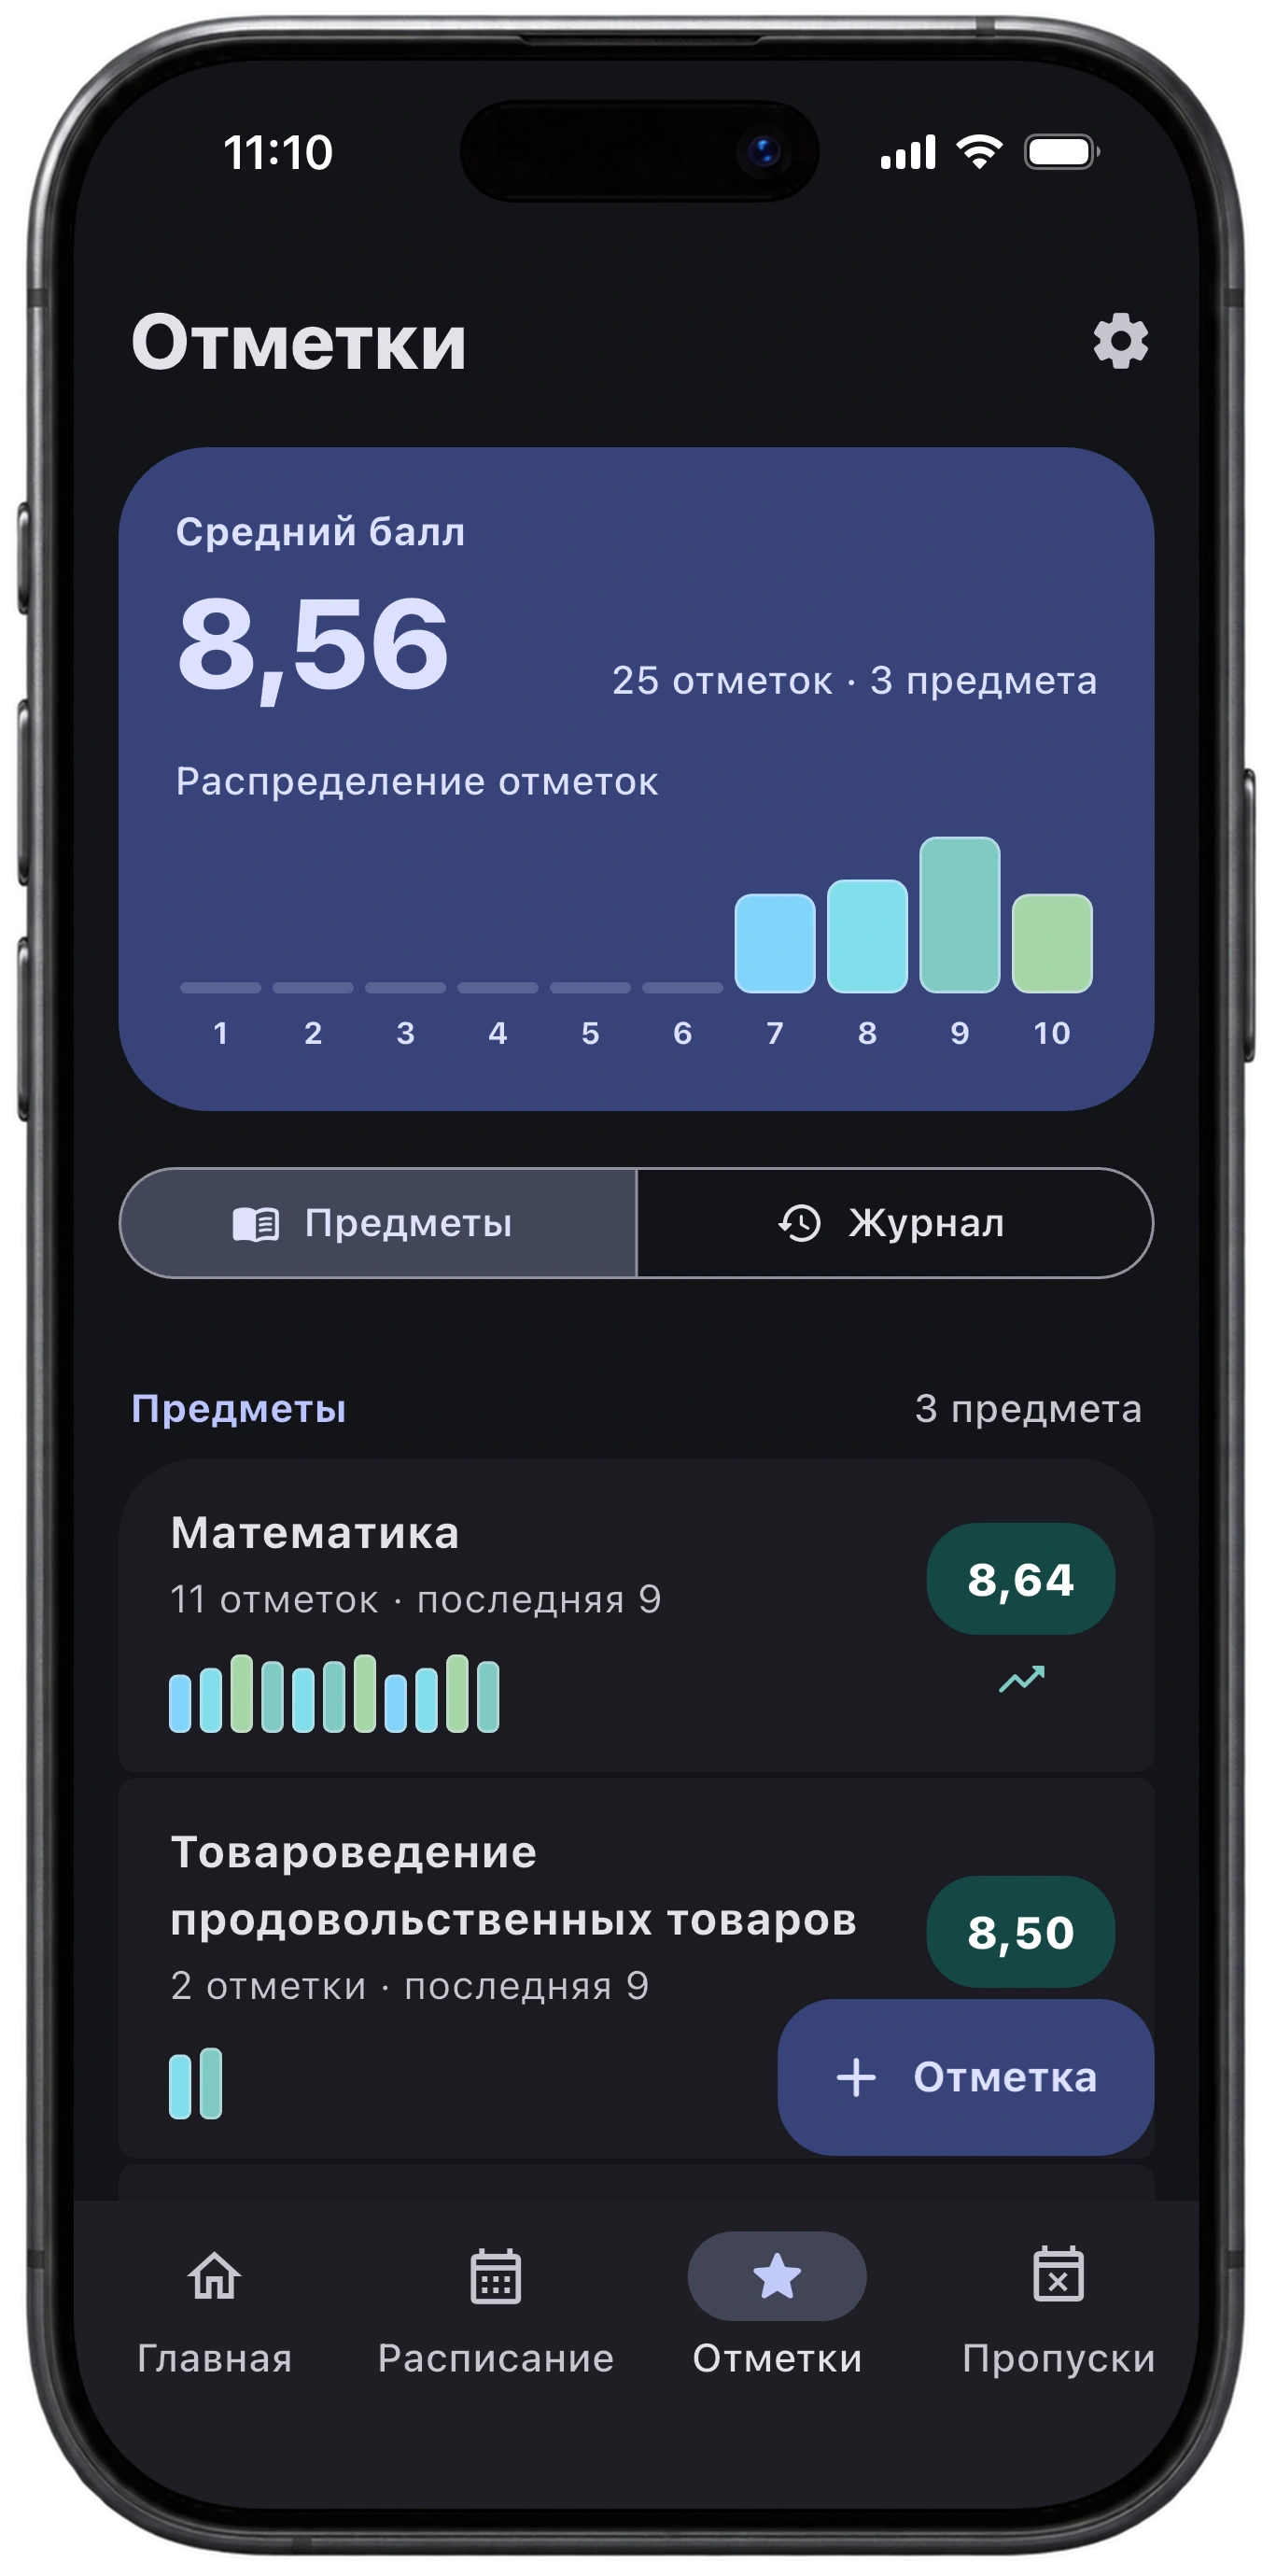 11:10
Отметки
Средний балл
8,56
25 отметок · 3 предмета
Распределение отметок
1 2 3 4 5 6 7 8 9 10
Предметы
Журнал
Предметы
3 предмета
Математика
11 отметок · последняя 9
8,64
Товароведение
продовольственных товаров
2 отметки · последняя 9
8,50
+ Отметка
Главная
Расписание
Отметки
Пропуски